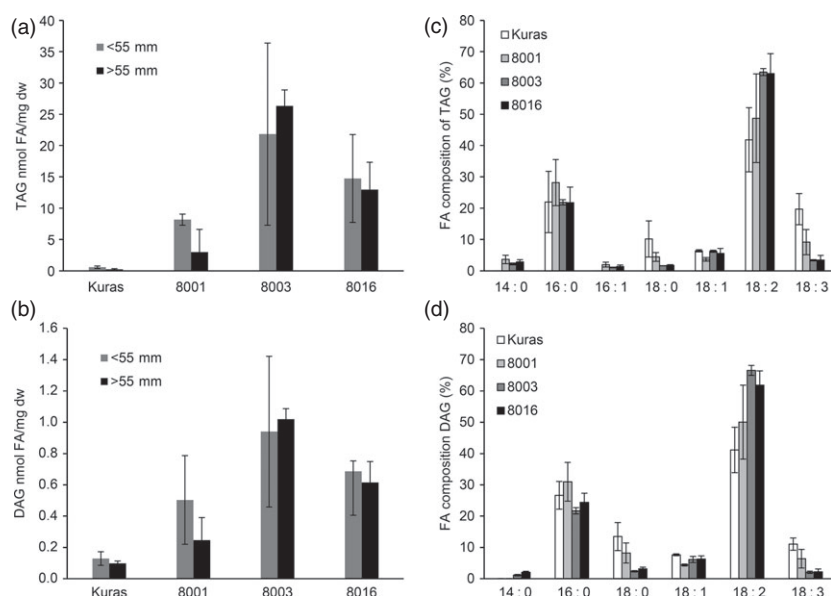 (a)
<55 mm
>55 mm
TAG nmol FA/mg dw
40
35
30
25
20
15
10
5
0
Kuras 8001 8003 8016
(b)
<55 mm
>55 mm
DAG nmol FA/mg dw
1.6
1.4
1.2
1.0
0.8
0.6
0.4
0.2
0.0
Kuras 8001 8003 8016
(c)
Kuras
8001
8003
8016
FA composition of TAG (%)
80
70
60
50
40
30
20
10
0
14 : 0 16 : 0 16 : 1 18 : 0 18 : 1 18 : 2 18 : 3
(d)
Kuras
8001
8003
8016
FA composition DAG (%)
80
70
60
50
40
30
20
10
0
14 : 0 16 : 0 18 : 0 18 : 1 18 : 2 18 : 3